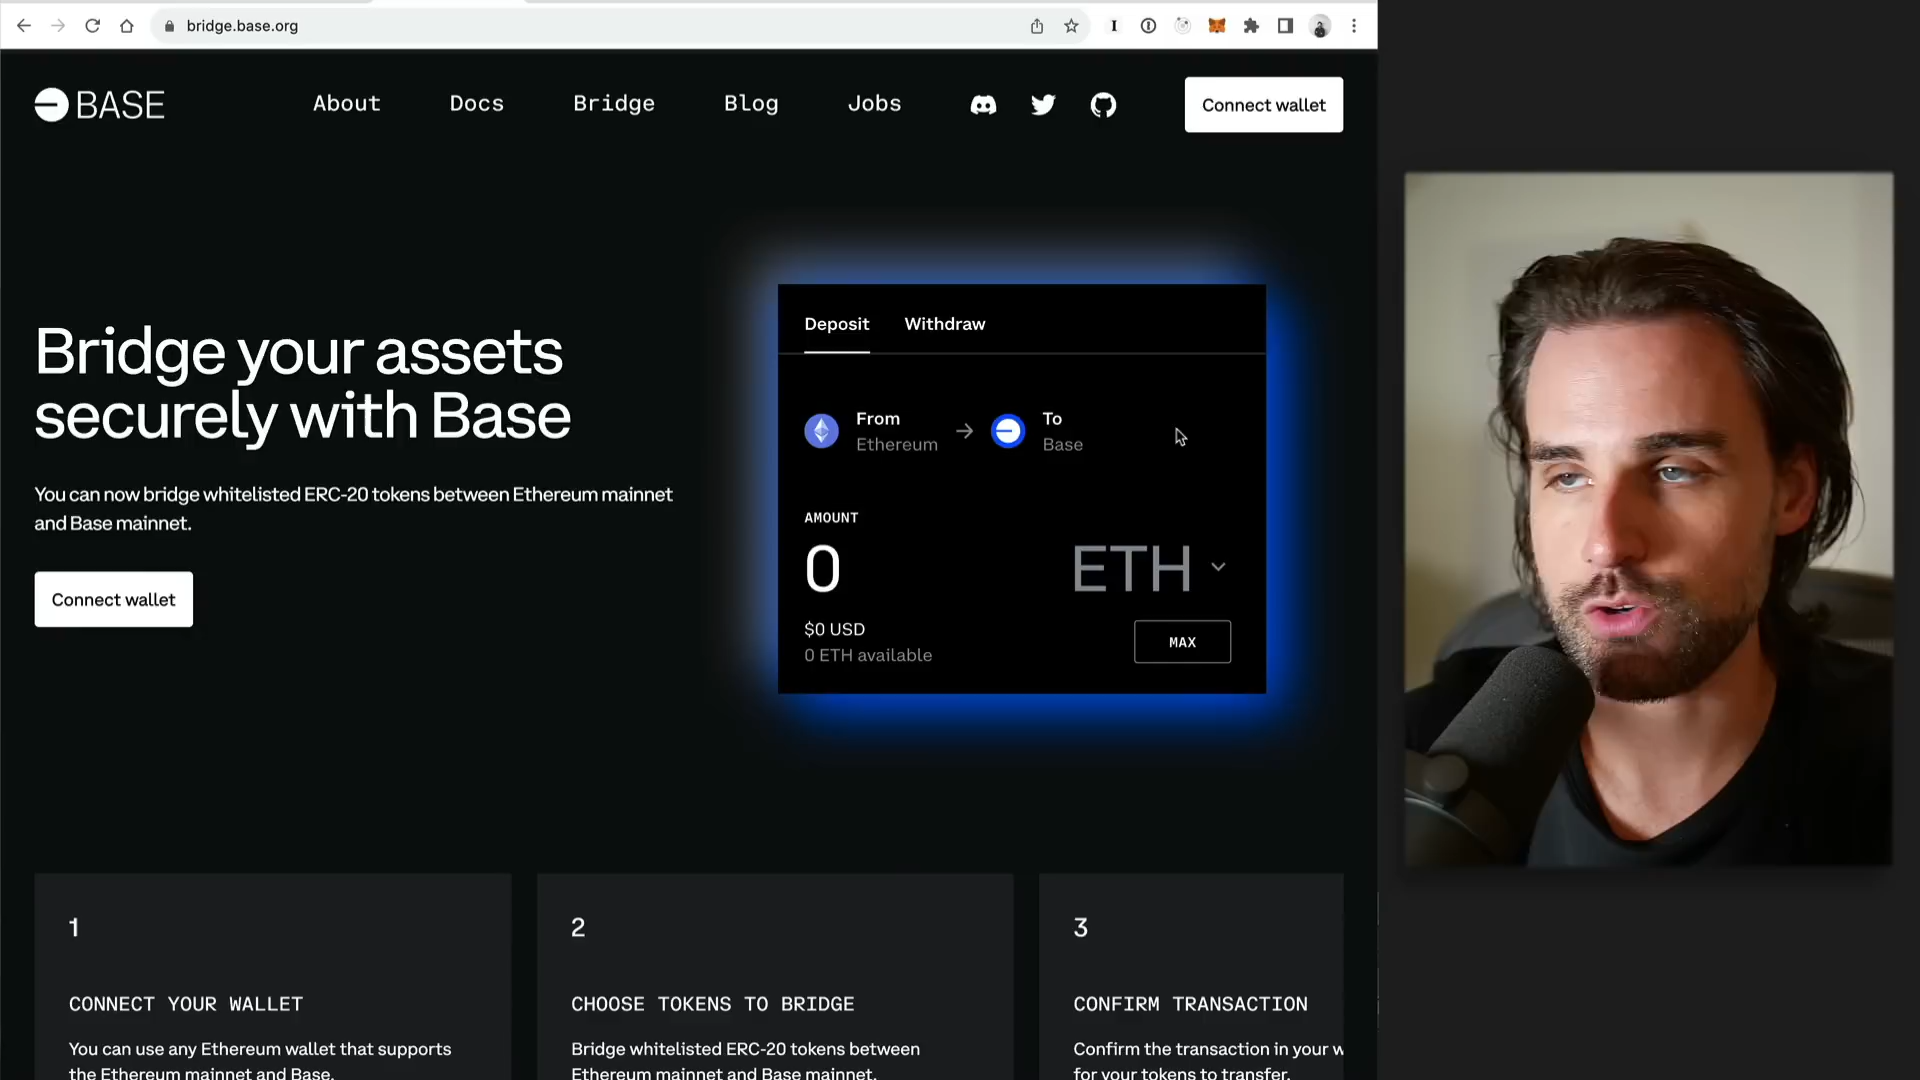 bridge.base.org
BASE
About
Docs
Bridge
Blog
Jobs
Connect wallet
Bridge your assets
securely with Base
You can now bridge whitelisted ERC-20 tokens between Ethereum mainnet
and Base mainnet.
Connect wallet
Deposit
Withdraw
From
Ethereum
To
Base
AMOUNT
0
ETH
$0 USD
0 ETH available
MAX
1
CONNECT YOUR WALLET
You can use any Ethereum wallet that supports
the Ethereum mainnet and Base.
2
CHOOSE TOKENS TO BRIDGE
Bridge whitelisted ERC-20 tokens between
Ethereum mainnet and Base mainnet.
3
CONFIRM TRANSACTION
Confirm the transaction in your w
for your tokens to transfer.